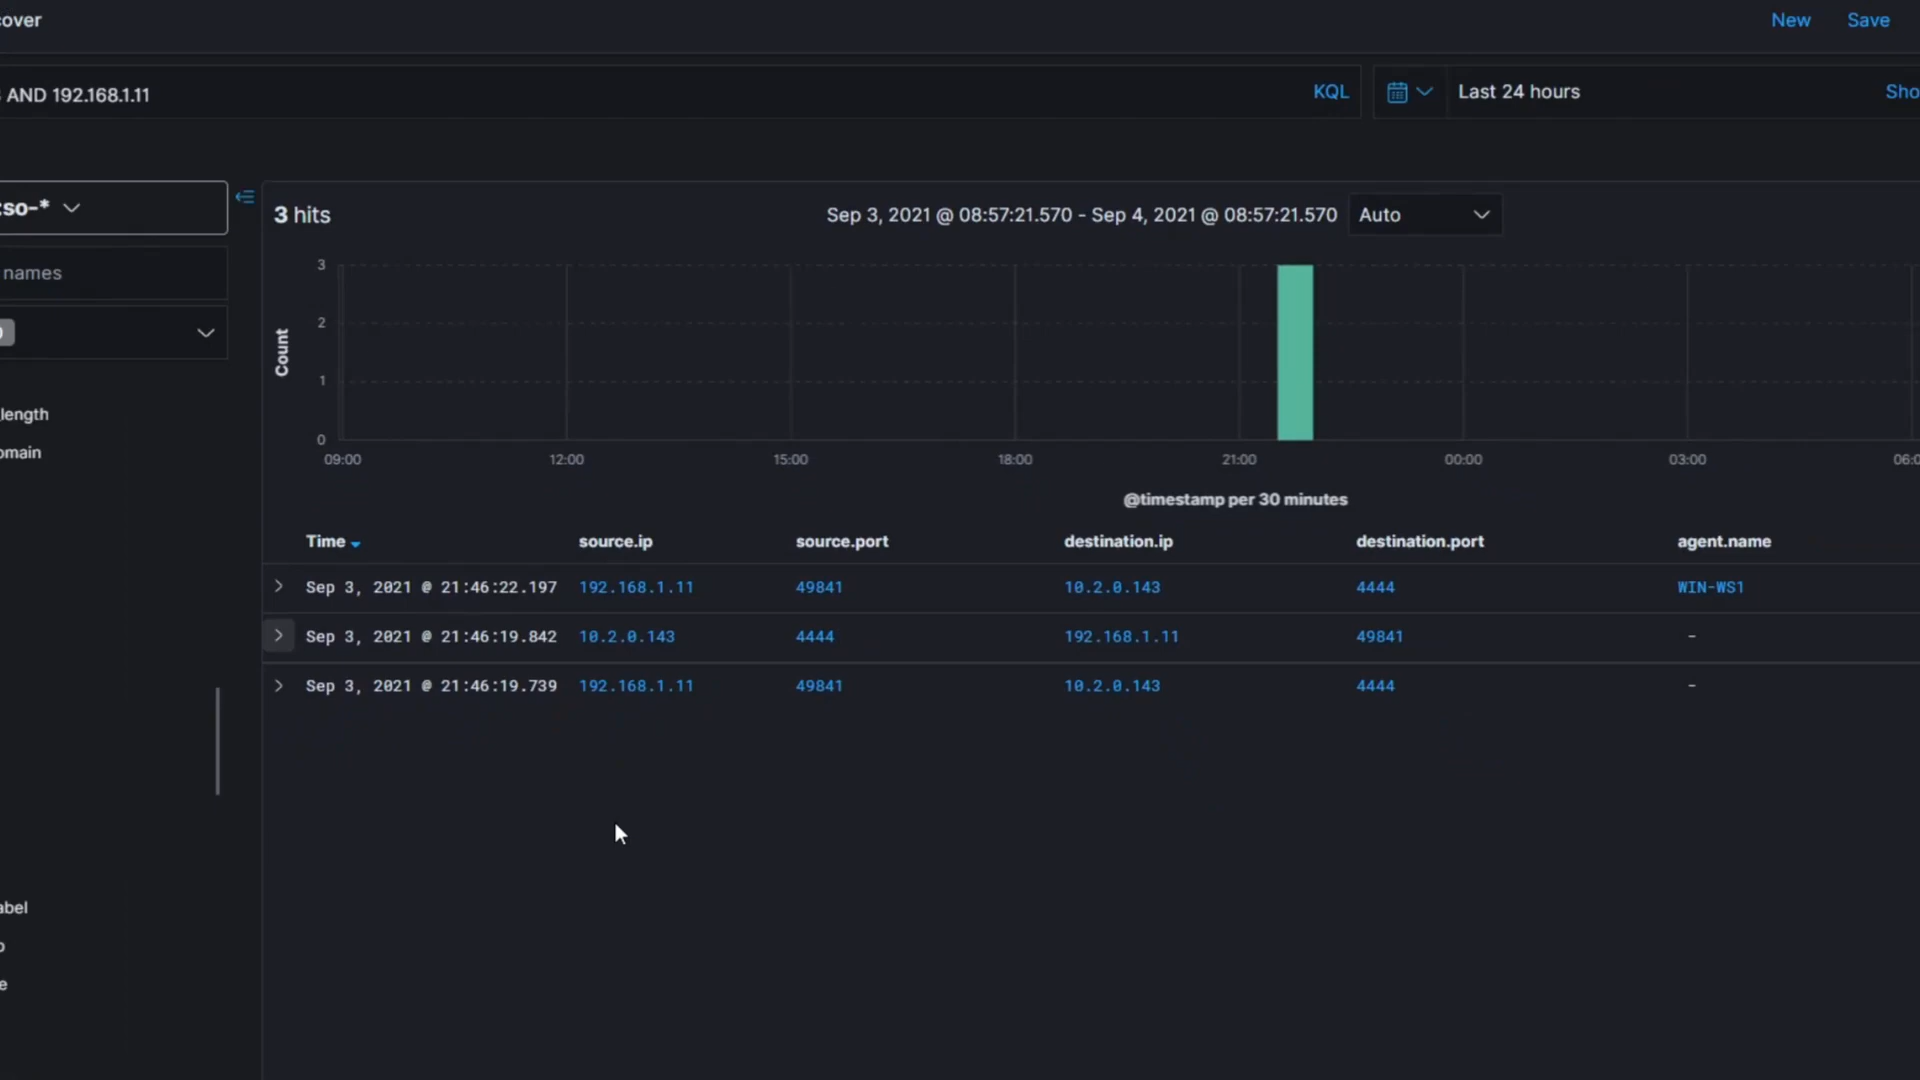 cover
New Save
AND 192.168.1.11
KQL
Last 24 hours
Sho
:so-*
3 hits
Sep 3, 2021 @ 08:57:21.570 - Sep 4, 2021 @ 08:57:21.570
Auto
names
3
2
1
0
Count
09:00 12:00 15:00 18:00 21:00 00:00 03:00 06:0
@timestamp per 30 minutes
length
omain
abel
Time source.ip source.port destination.ip destination.port agent.name
Sep 3, 2021 @ 21:46:22.197 192.168.1.11 49841 10.2.0.143 4444 WIN-WS1
Sep 3, 2021 @ 21:46:19.842 10.2.0.143 4444 192.168.1.11 49841 -
Sep 3, 2021 @ 21:46:19.739 192.168.1.11 49841 10.2.0.143 4444 -